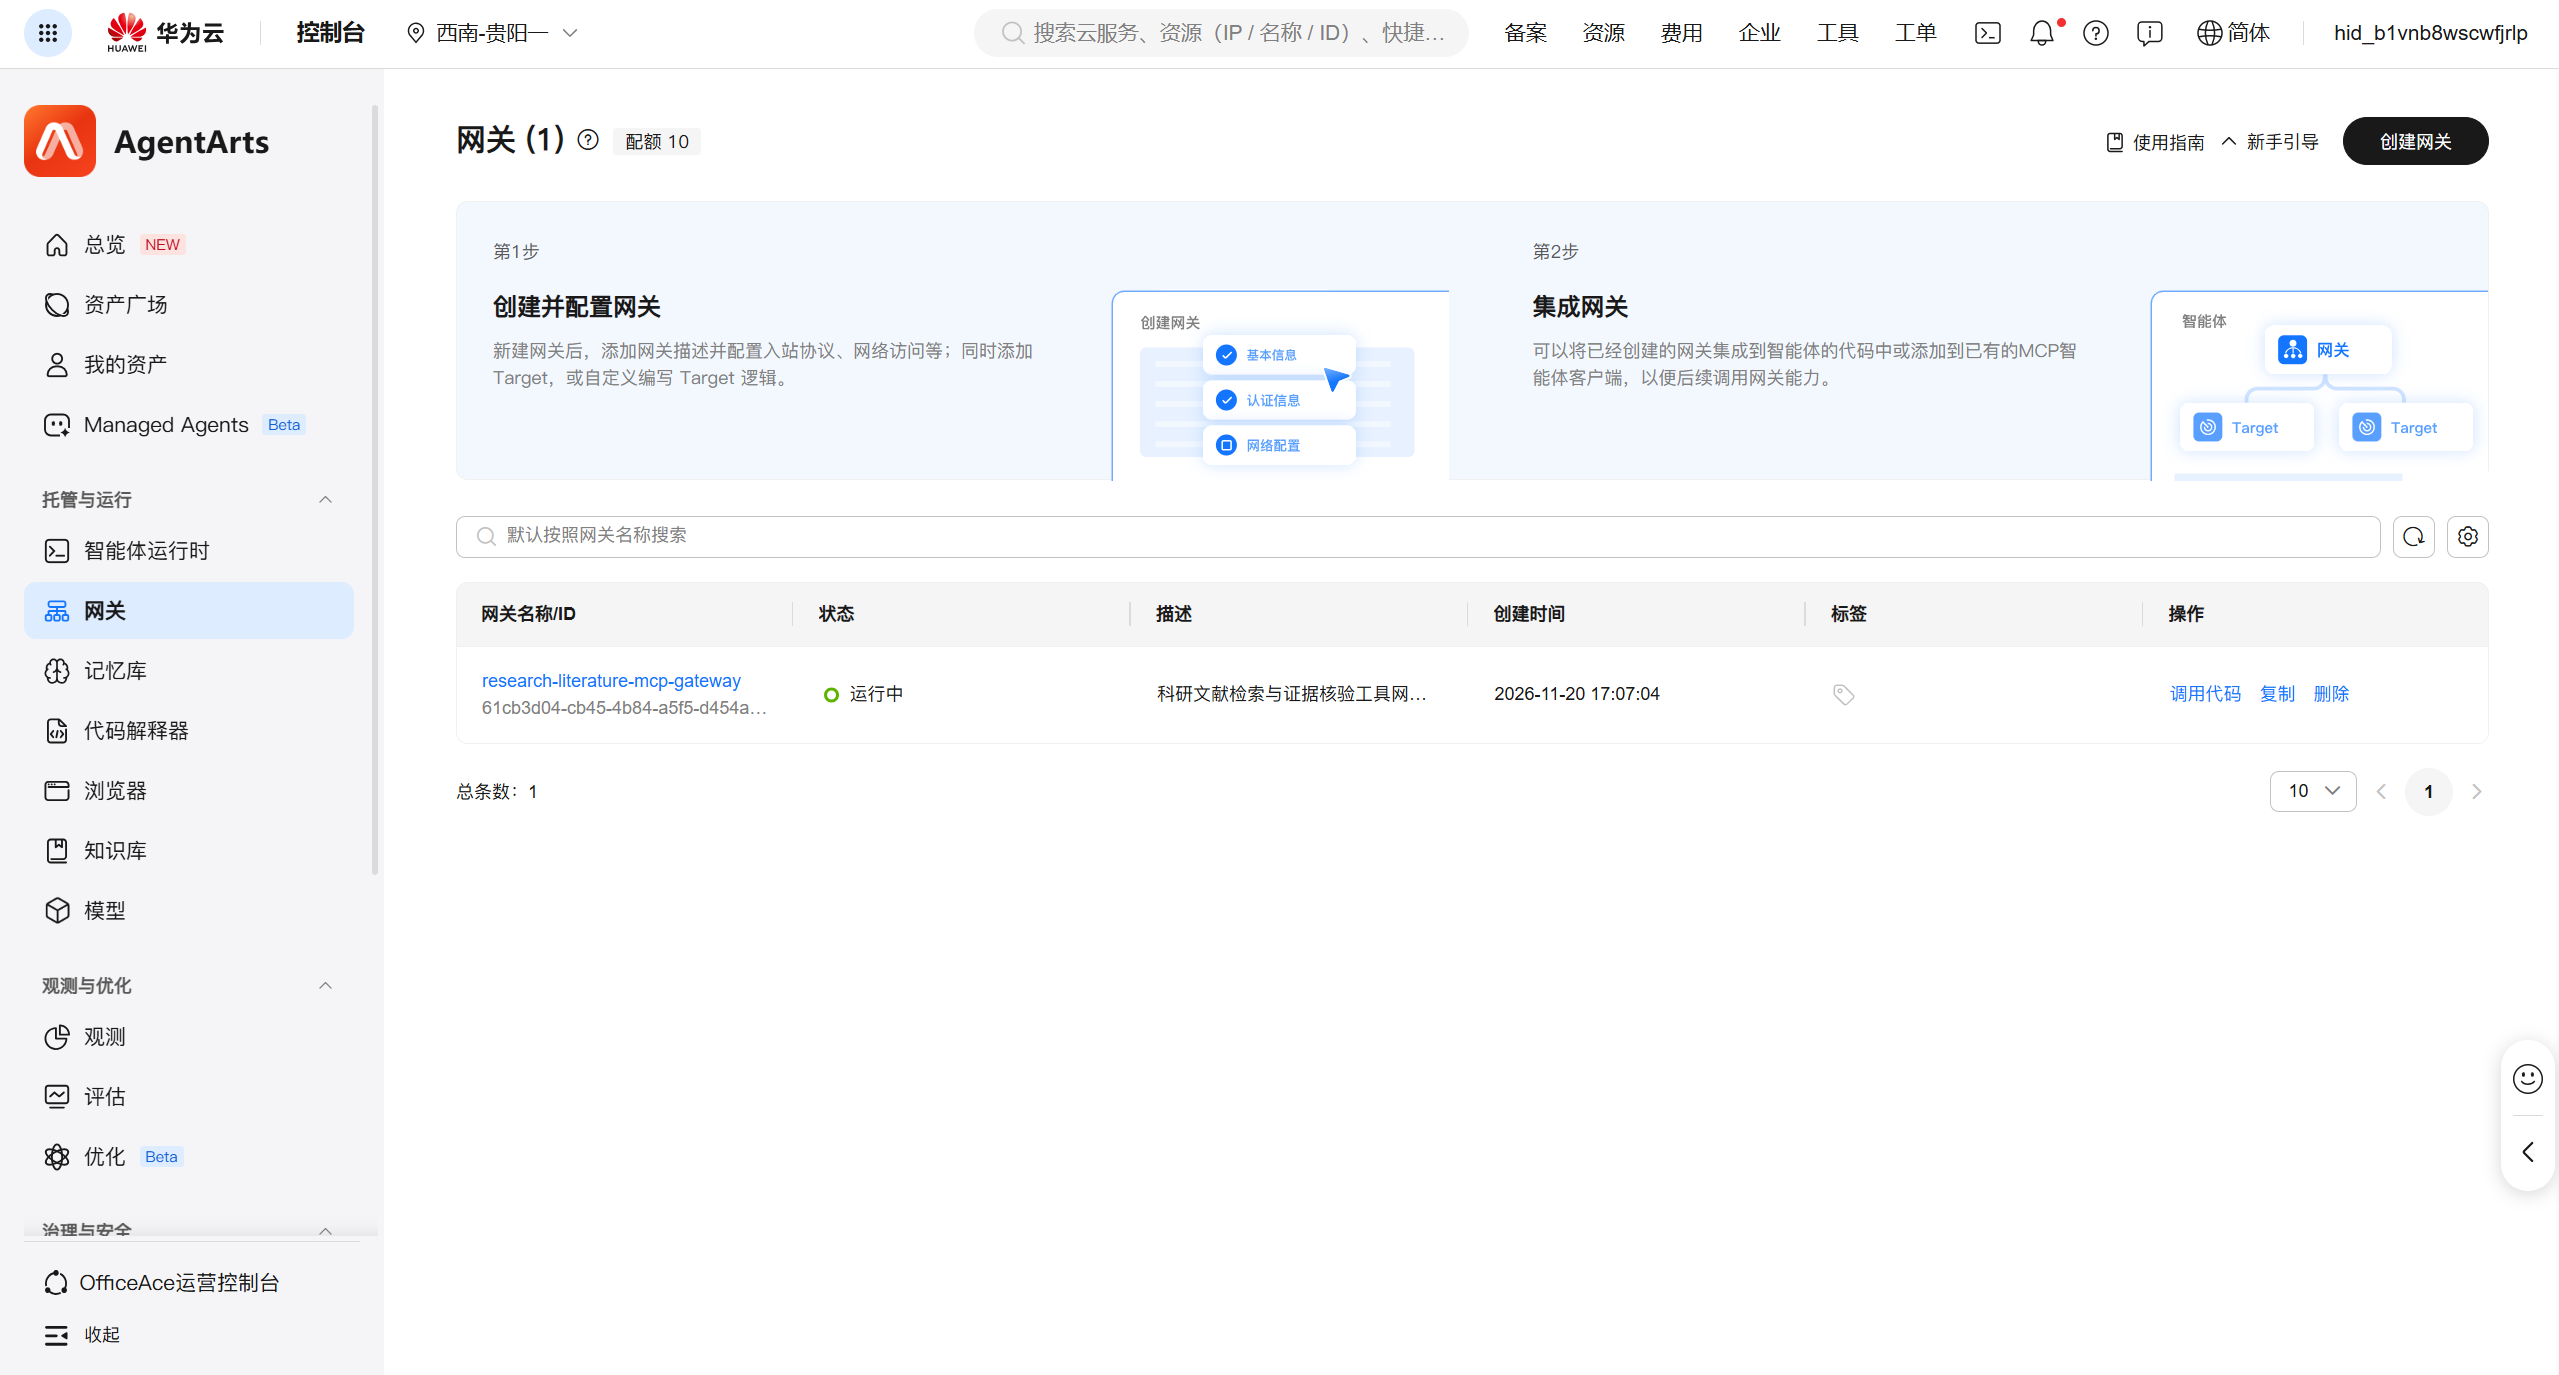 HUAWEI 华为云
控制台
西南-贵阳一
搜索云服务、资源（IP / 名称 / ID）、快捷...
备案
资源
费用
企业
工具
工单
简体
hid_b1vnb8wscwfjrlp
AgentArts
总览 NEW
资产广场
我的资产
Managed Agents Beta
托管与运行
智能体运行时
网关
记忆库
代码解释器
浏览器
知识库
模型
观测与优化
观测
评估
优化 Beta
治理与安全
OfficeAce运营控制台
收起
网关 (1) 配额 10
使用指南
新手引导
创建网关
第1步
创建并配置网关
新建网关后，添加网关描述并配置入站协议、网络访问等；同时添加
Target，或自定义编写 Target 逻辑。
创建网关
基本信息
认证信息
网络配置
第2步
集成网关
可以将已经创建的网关集成到智能体的代码中或添加到已有的MCP智
能体客户端，以便后续调用网关能力。
智能体
网关
Target
Target
默认按照网关名称搜索
网关名称/ID
状态
描述
创建时间
标签
操作
research-literature-mcp-gateway
61cb3d04-cb45-4b84-a5f5-d454a...
运行中
科研文献检索与证据核验工具网...
2026-11-20 17:07:04
调用代码 复制 删除
总条数：1
10
1